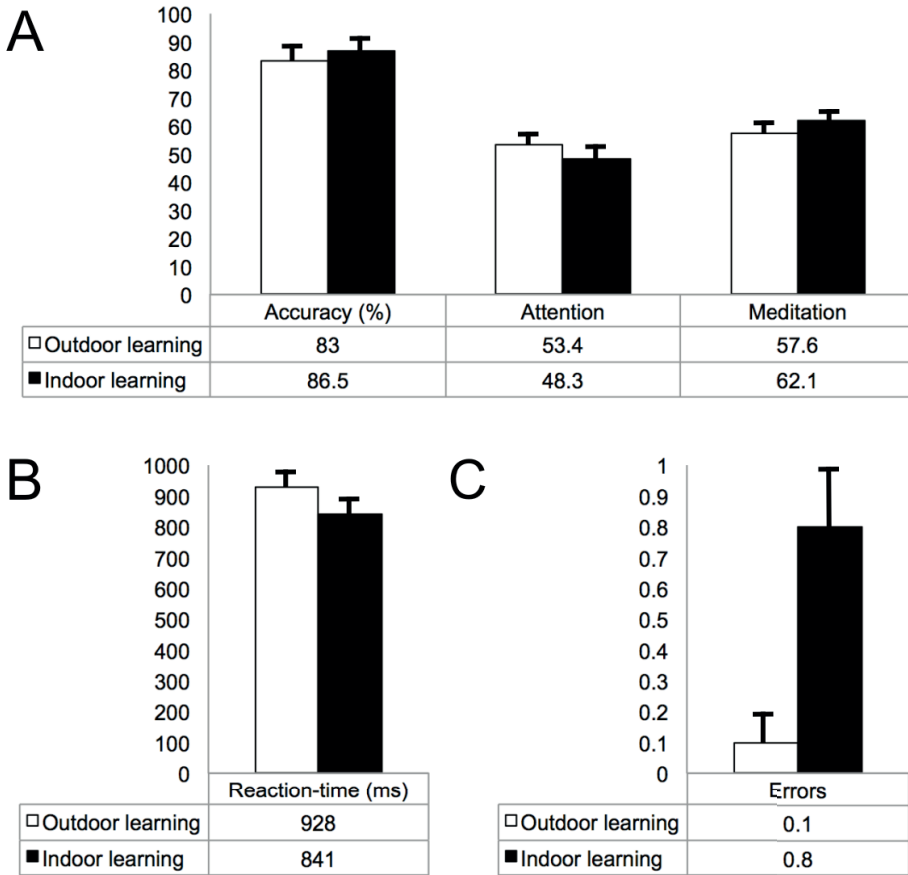 A
100
90
80
70
60
50
40
30
20
10
0
Accuracy (%) Attention Meditation
Outdoor learning 83 53.4 57.6
Indoor learning 86.5 48.3 62.1
B
1000
900
800
700
600
500
400
300
200
100
0
Reaction-time (ms)
Outdoor learning 928
Indoor learning 841
C
1
0.9
0.8
0.7
0.6
0.5
0.4
0.3
0.2
0.1
0
Errors
Outdoor learning 0.1
Indoor learning 0.8